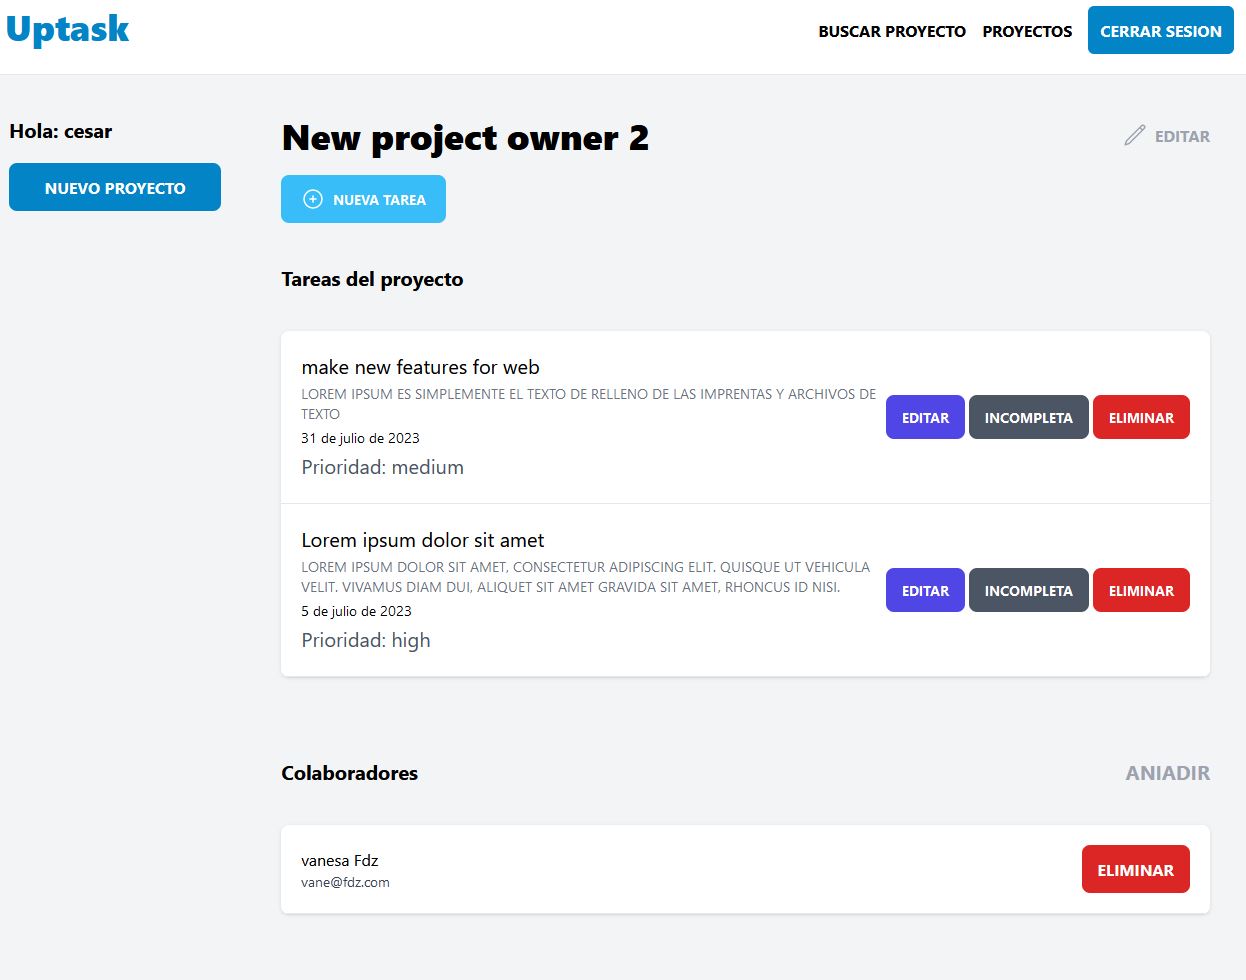 Uptask
BUSCAR PROYECTO
PROYECTOS
CERRAR SESION
Hola: cesar
NUEVO PROYECTO
New project owner 2
EDITAR
NUEVA TAREA
Tareas del proyecto
make new features for web
LOREM IPSUM ES SIMPLEMENTE EL TEXTO DE RELLENO DE LAS IMPRENTAS Y ARCHIVOS DE
TEXTO
31 de julio de 2023
Prioridad: medium
EDITAR
INCOMPLETA
ELIMINAR
Lorem ipsum dolor sit amet
LOREM IPSUM DOLOR SIT AMET, CONSECTETUR ADIPISCING ELIT. QUISQUE UT VEHICULA
VELIT. VIVAMUS DIAM DUI, ALIQUET SIT AMET GRAVIDA SIT AMET, RHONCUS ID NISI.
5 de julio de 2023
Prioridad: high
EDITAR
INCOMPLETA
ELIMINAR
Colaboradores
ANIADIR
vanesa Fdz
vane@fdz.com
ELIMINAR